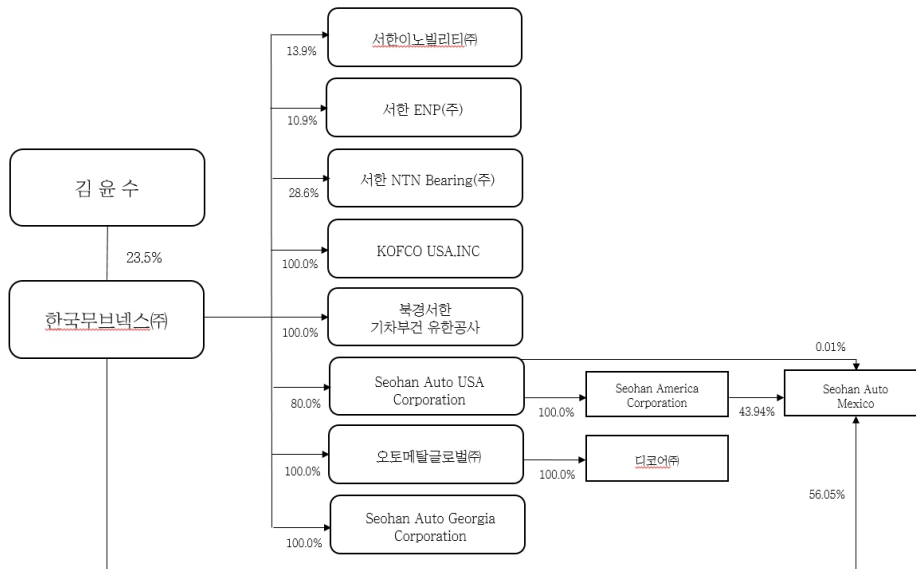 서한이노빌리티㈜
13.9%
서한 ENP(주)
10.9%
김 윤 수
서한 NTN Bearing(주)
28.6%
23.5%
KOFCO USA.INC
100.0%
한국무브넥스㈜
북경서한
기차부건 유한공사
100.0%
0.01%
Seohan Auto USA
Corporation
80.0%
Seohan America
Corporation
100.0%
43.94%
Seohan Auto
Mexico
오토메탈글로벌㈜
100.0%
디코어㈜
100.0%
56.05%
Seohan Auto Georgia
Corporation
100.0%